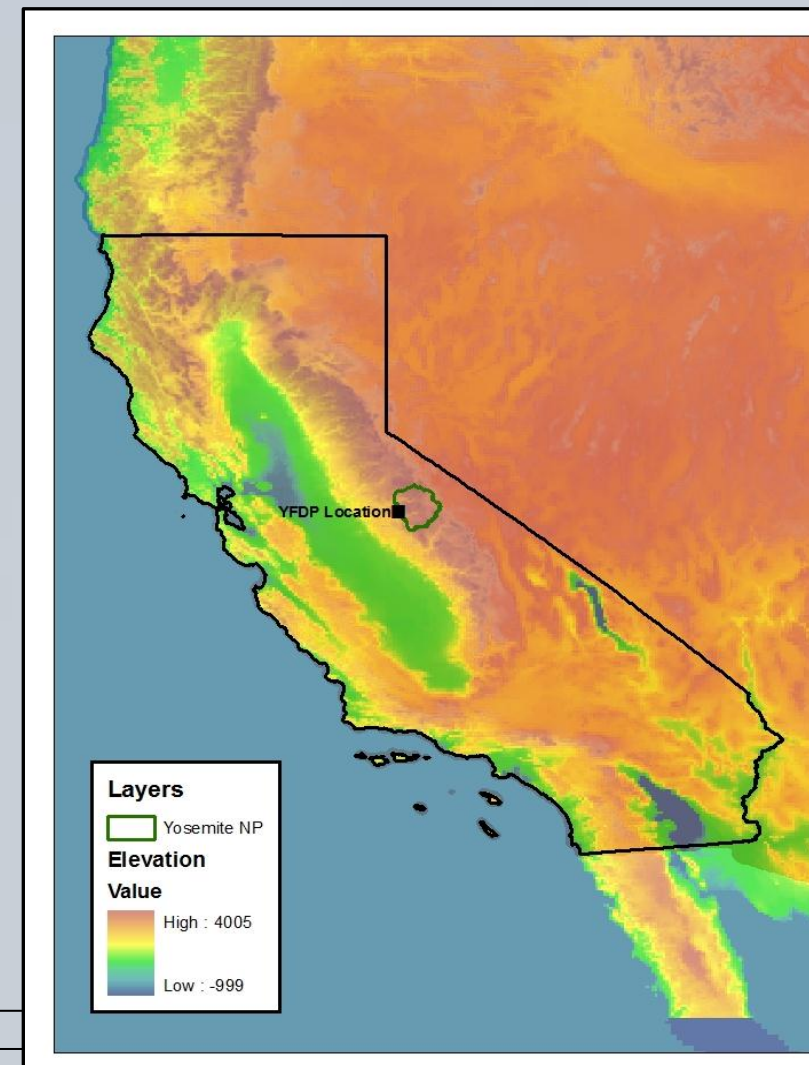 YFDP Location
Layers
Yosemite NP
Elevation
Value
High : 4005
Low : -999